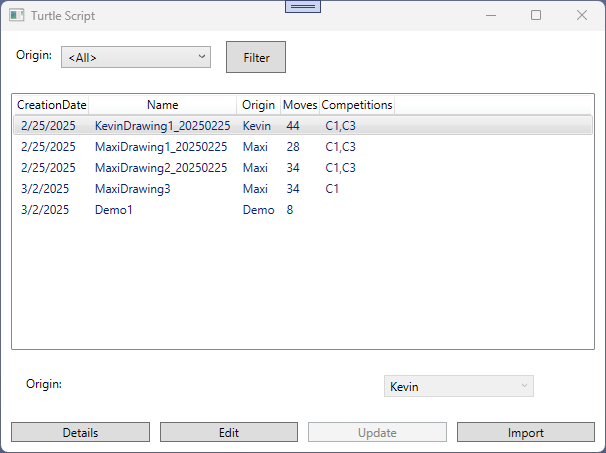 Turtle Script
Origin: <All> Filter
CreationDate Name Origin Moves Competitions
2/25/2025 KevinDrawing1_20250225 Kevin 44 C1,C3
2/25/2025 MaxiDrawing1_20250225 Maxi 28 C1,C3
2/25/2025 MaxiDrawing2_20250225 Maxi 34 C1,C3
3/2/2025 MaxiDrawing3 Maxi 34 C1
3/2/2025 Demo1 Demo 8
Origin: Kevin
Details Edit Update Import